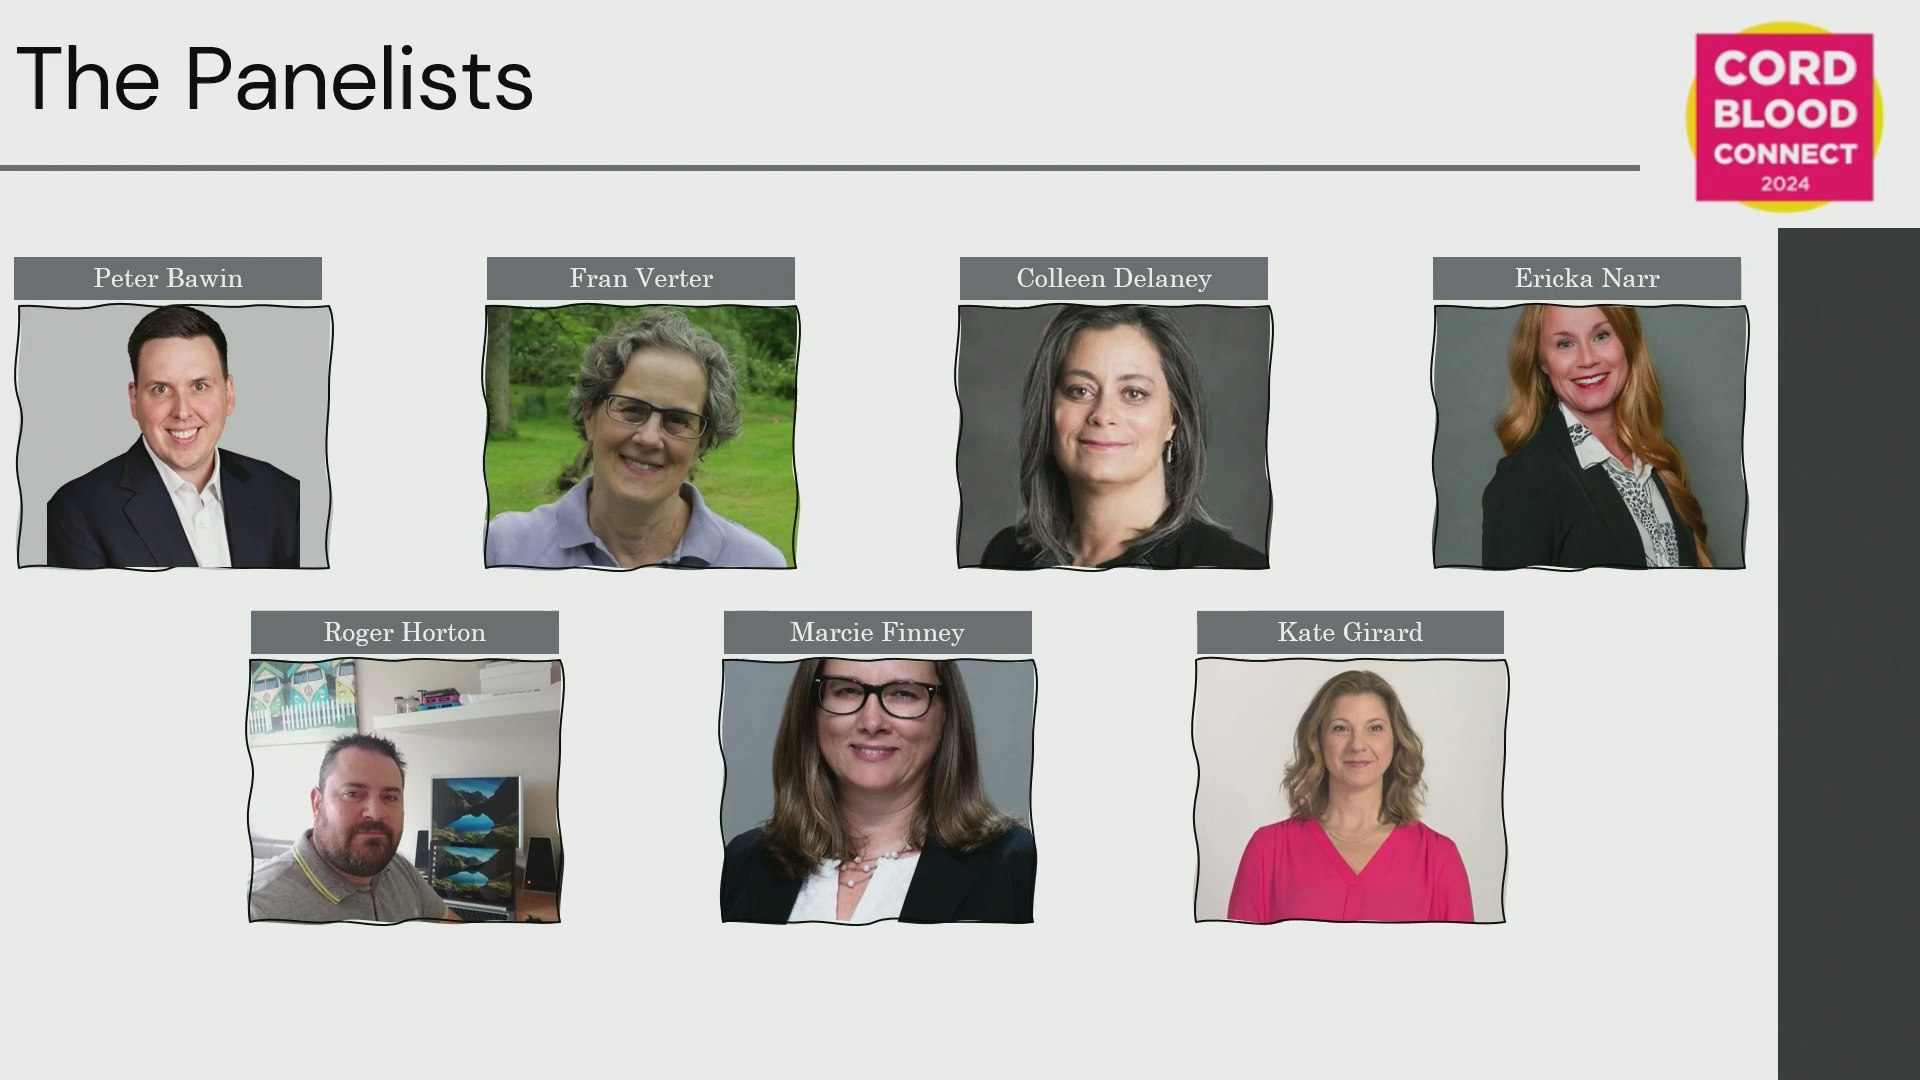 The Panelists
CORD
BLOOD
CONNECT
2024
Peter Bawin
Fran Verter
Colleen Delaney
Ericka Narr
Roger Horton
Marcie Finney
Kate Girard